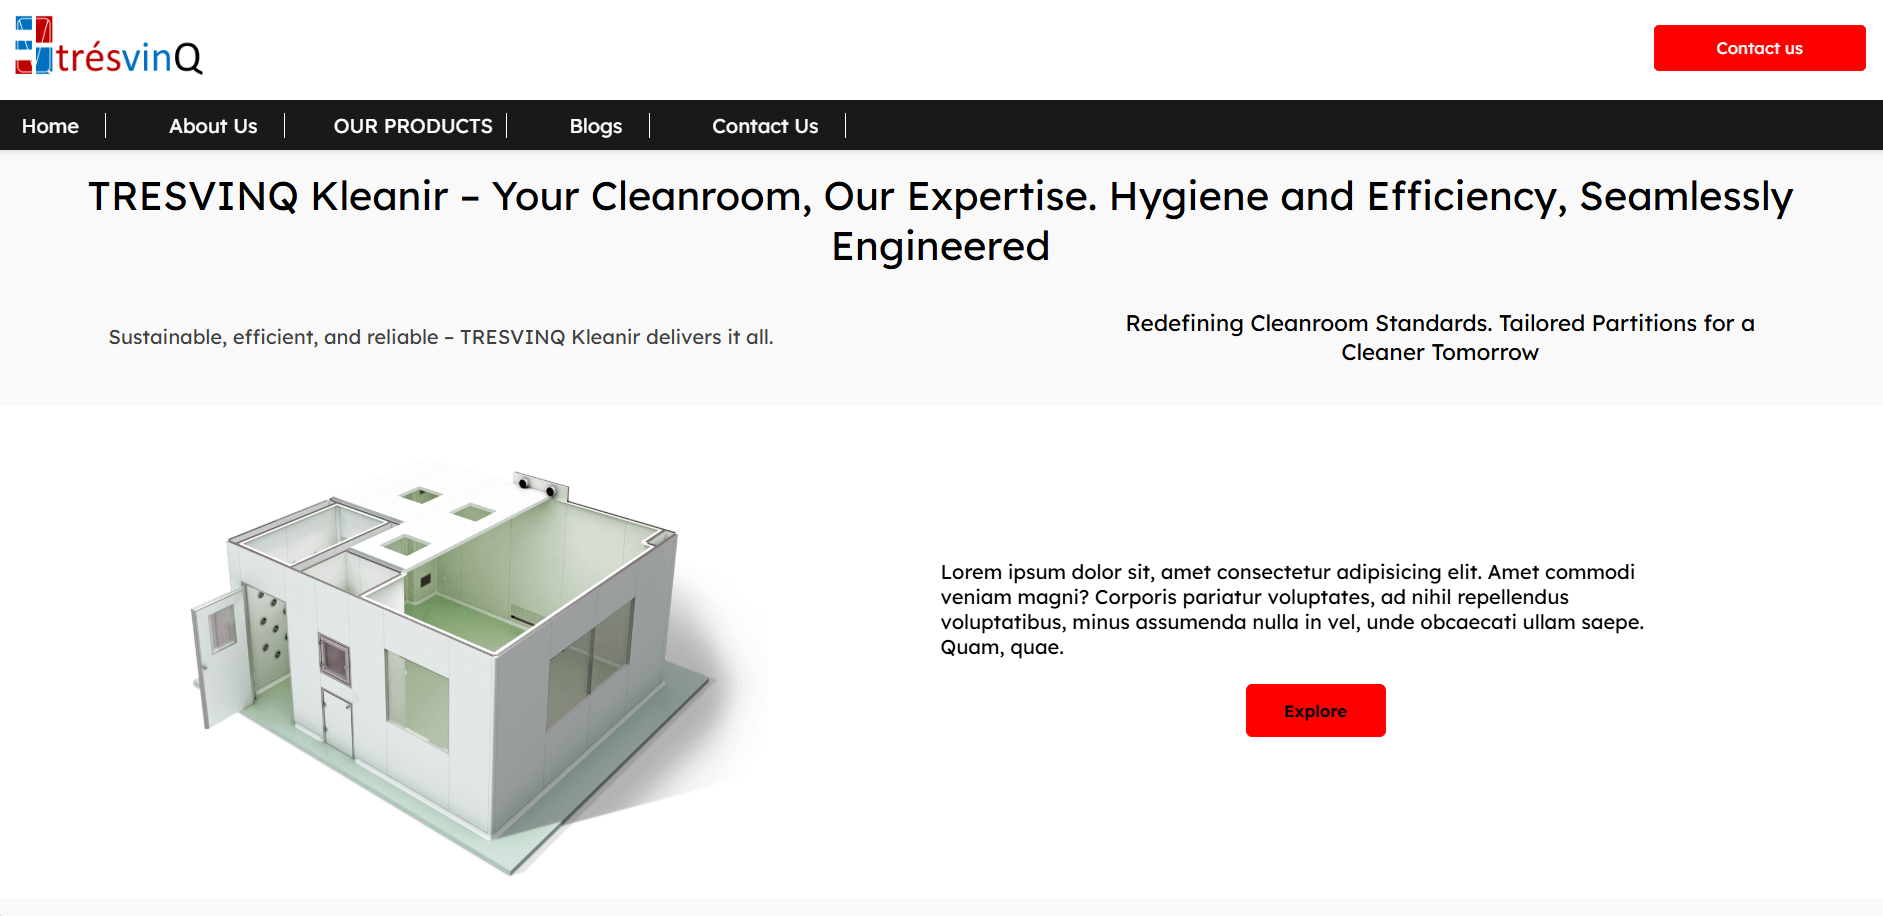 trésvinQ
Contact us
Home
About Us
OUR PRODUCTS
Blogs
Contact Us
TRESVINQ Kleanir – Your Cleanroom, Our Expertise. Hygiene and Efficiency, Seamlessly
Engineered
Sustainable, efficient, and reliable – TRESVINQ Kleanir delivers it all.
Redefining Cleanroom Standards. Tailored Partitions for a
Cleaner Tomorrow
Lorem ipsum dolor sit, amet consectetur adipisicing elit. Amet commodi
veniam magni? Corporis pariatur voluptates, ad nihil repellendus
voluptatibus, minus assumenda nulla in vel, unde obcaecati ullam saepe.
Quam, quae.
Explore